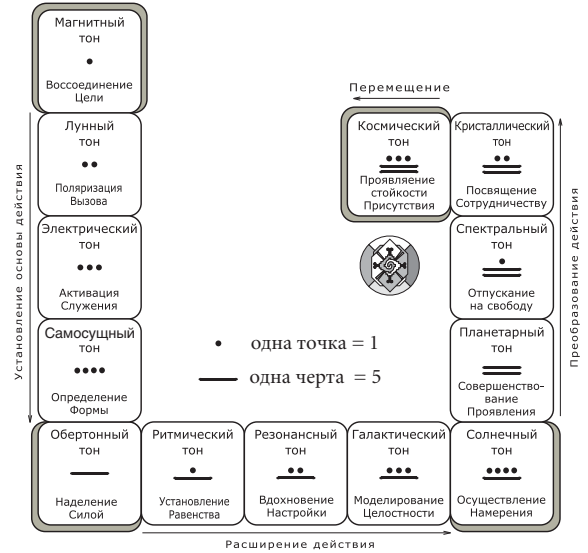 Магнитный
тон
Воссоединение
Цели
Лунный
тон
Поляризация
Вызова
Электрический
тон
Активация
Служения
Самосущный
тон
Определение
Формы
Установление основы действия
Обертонный
тон
Наделение
Силой
Ритмический
тон
Установление
Равенства
Резонансный
тон
Вдохновение
Настройки
Галактический
тон
Моделирование
Целостности
Солнечный
тон
Осуществление
Намерения
Расширение действия
Планетарный
тон
Совершенство-
вание
Проявления
Спектральный
тон
Отпускание
на свободу
Кристаллический
тон
Посвящение
Сотрудничеству
Преобразование действия
Перемещение
Космический
тон
Проявляение
стойкости
Присутствия
одна точка = 1
одна черта = 5